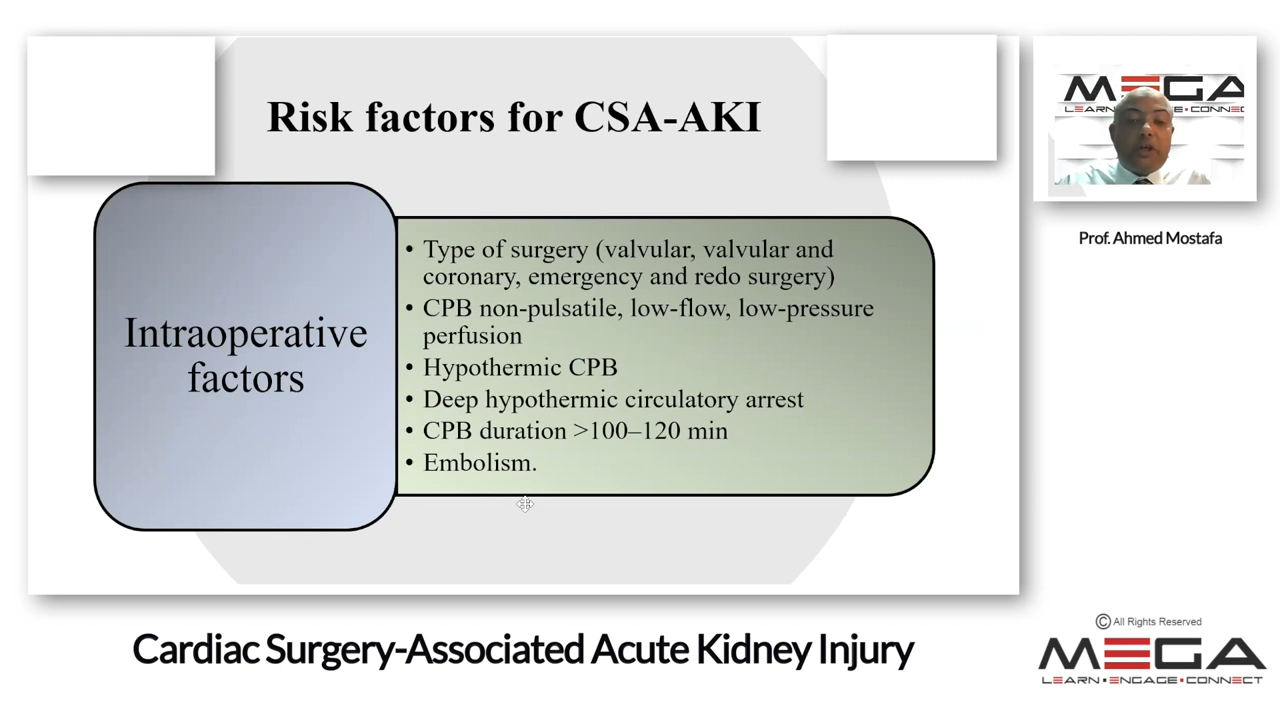 Risk factors for CSA-AKI
Intraoperative
factors
• Type of surgery (valvular, valvular and
coronary, emergency and redo surgery)
• CPB non-pulsatile, low-flow, low-pressure
perfusion
• Hypothermic CPB
• Deep hypothermic circulatory arrest
• CPB duration >100–120 min
• Embolism.
MEGA
Prof. Ahmed Mostafa
Cardiac Surgery-Associated Acute Kidney Injury
© All Rights Reserved
MEGA
LEARN • ENGAGE • CONNECT